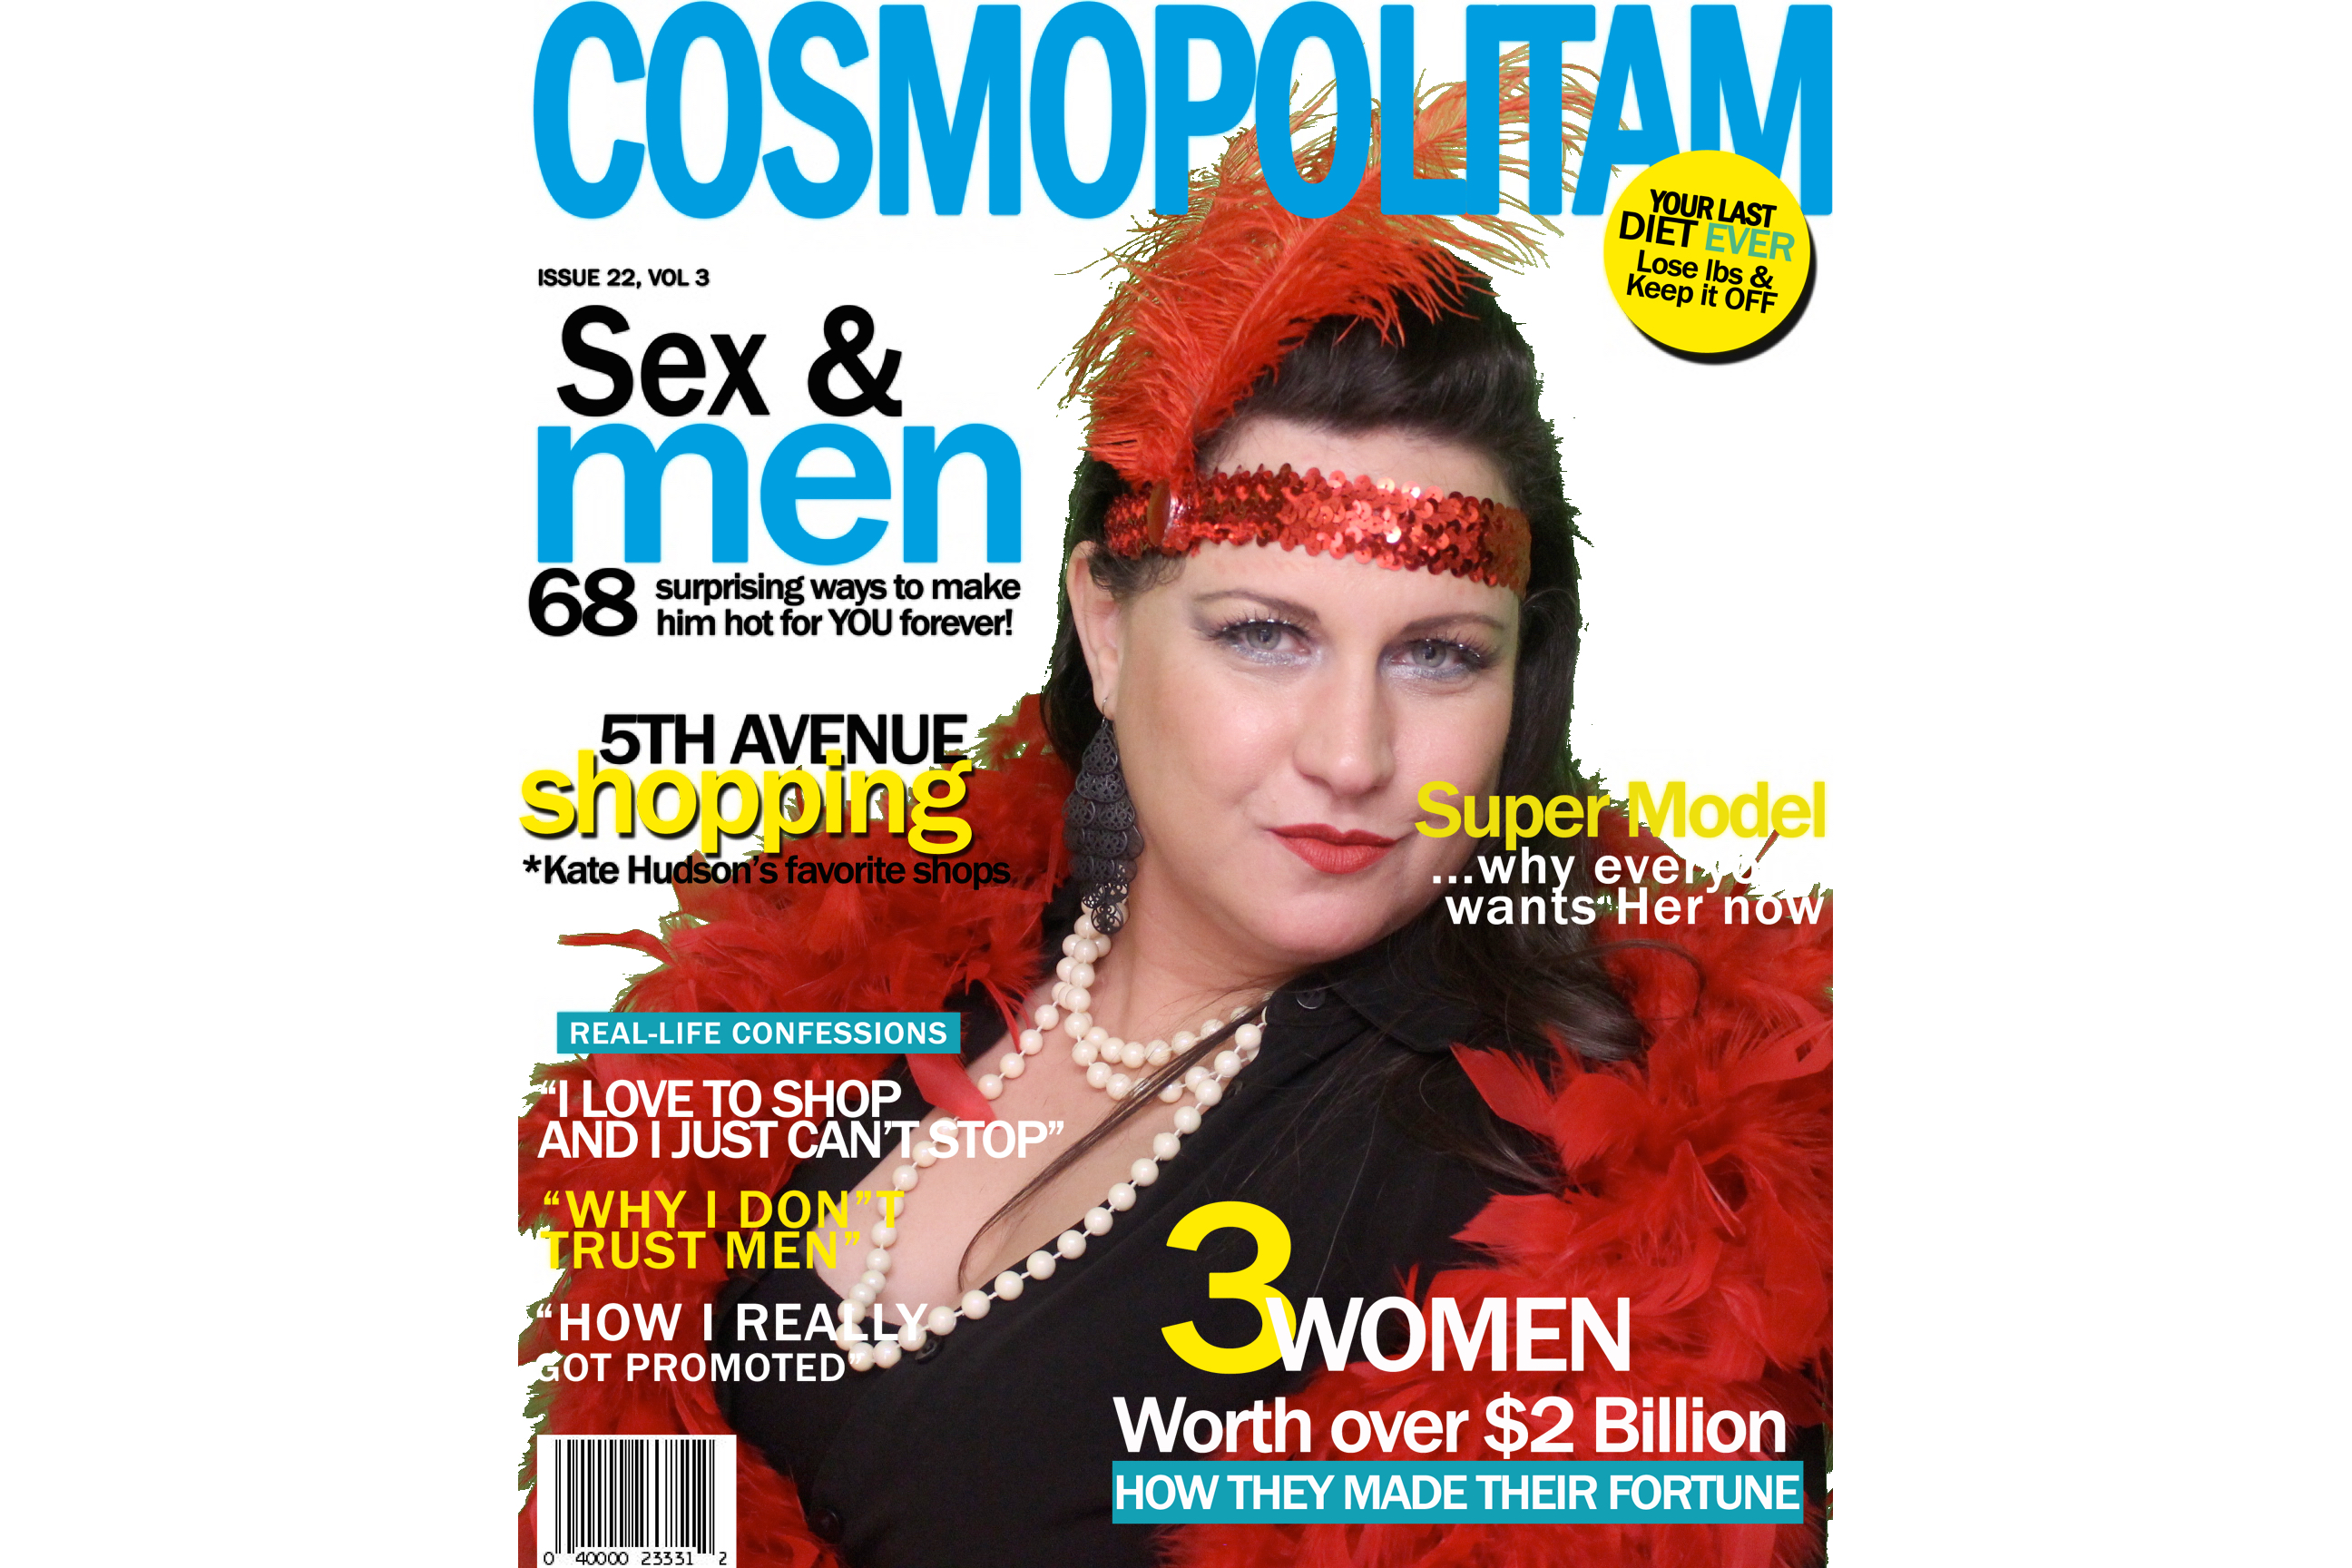 COSMOPOLITAM
YOUR LAST
DIET EVER
Lose lbs &
Keep it OFF
ISSUE 22, VOL 3
Sex &
men
68 surprising ways to make
him hot for YOU forever!
5TH AVENUE
shopping
*Kate Hudson's favorite shops
Super Model
...why
wants Her now
REAL-LIFE CONFESSIONS
“I LOVE TO SHOP
AND I JUST CAN'T STOP”
“WHY I DON”T
TRUST MEN”
“HOW I REALLY
GOT PROMOTED”
3 WOMEN
Worth over $2 Billion
HOW THEY MADE THEIR FORTUNE
0 40000 23331 2